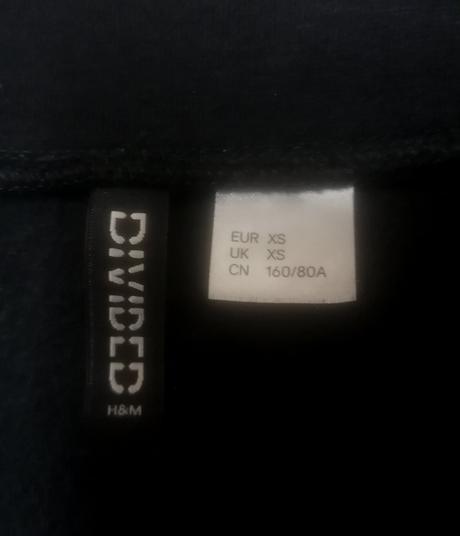 DIVIDED
H&M
EUR XS
UK XS
CN 160/80A